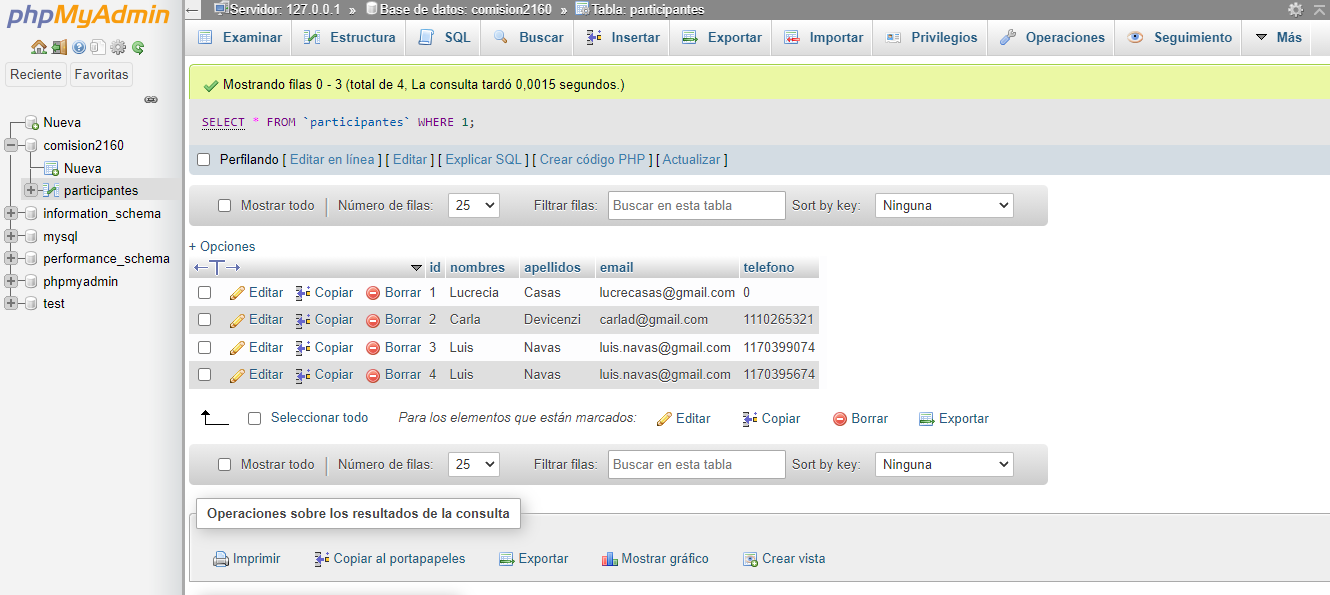 phpMyAdmin
Reciente Favoritas
Nueva
comision2160
Nueva
participantes
information_schema
mysql
performance_schema
phpmyadmin
test
Servidor: 127.0.0.1 » Base de datos: comision2160 » Tabla: participantes
Examinar Estructura SQL Buscar Insertar Exportar Importar Privilegios Operaciones Seguimiento Más
Mostrando filas 0 - 3 (total de 4, La consulta tardó 0,0015 segundos.)
SELECT * FROM `participantes` WHERE 1;
Perfilando [ Editar en línea ] [ Editar ] [ Explicar SQL ] [ Crear código PHP ] [ Actualizar ]
Mostrar todo | Número de filas: 25 Filtrar filas: Buscar en esta tabla Sort by key: Ninguna
+ Opciones
←T→ id nombres apellidos email telefono
Editar Copiar Borrar 1 Lucrecia Casas lucrecasas@gmail.com 0
Editar Copiar Borrar 2 Carla Devicenzi carlad@gmail.com 1110265321
Editar Copiar Borrar 3 Luis Navas luis.navas@gmail.com 1170399074
Editar Copiar Borrar 4 Luis Navas luis.navas@gmail.com 1170395674
Seleccionar todo Para los elementos que están marcados: Editar Copiar Borrar Exportar
Mostrar todo | Número de filas: 25 Filtrar filas: Buscar en esta tabla Sort by key: Ninguna
Operaciones sobre los resultados de la consulta
Imprimir Copiar al portapapeles Exportar Mostrar gráfico Crear vista